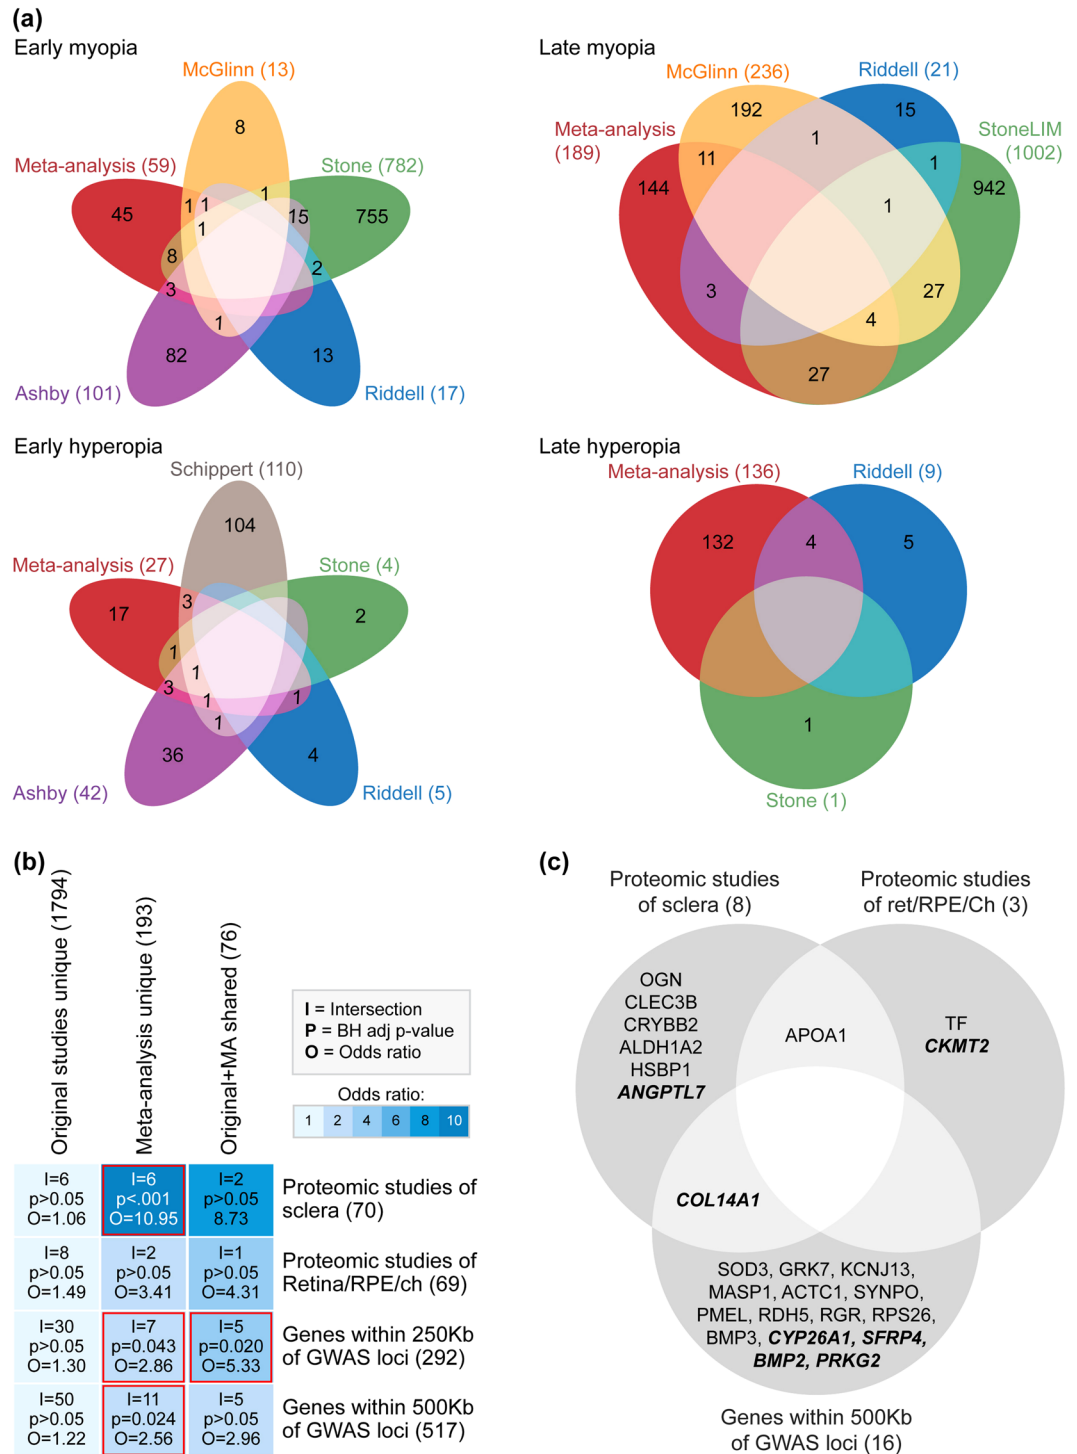 (a)
Early myopia
McGlinn (13)
8
Meta-analysis (59)
Stone (782)
45
1
1
1
15
755
1
8
2
3
1
82
13
Ashby (101)
Riddell (17)
Late myopia
McGlinn (236)
Riddell (21)
192
15
Meta-analysis
(189)
StoneLIM
(1002)
1
11
1
144
942
1
3
27
4
27
Early hyperopia
Schippert (110)
104
Meta-analysis (27)
Stone (4)
17
3
2
1
1
3
1
1
1
36
4
Ashby (42)
Riddell (5)
Late hyperopia
Meta-analysis (136)
Riddell (9)
132
4
5
1
Stone (1)
(b)
Original studies unique (1794)
Meta-analysis unique (193)
Original+MA shared (76)
I = Intersection
P = BH adj p-value
O = Odds ratio
Odds ratio:
1 2 4 6 8 10
I=6
p>0.05
O=1.06
I=6
p<.001
O=10.95
I=2
p>0.05
8.73
Proteomic studies of
sclera (70)
I=8
p>0.05
O=1.49
I=2
p>0.05
O=3.41
I=1
p>0.05
O=4.31
Proteomic studies of
Retina/RPE/ch (69)
I=30
p>0.05
O=1.30
I=7
p=0.043
O=2.86
I=5
p=0.020
O=5.33
Genes within 250Kb
of GWAS loci (292)
I=50
p>0.05
O=1.22
I=11
p=0.024
O=2.56
I=5
p>0.05
O=2.96
Genes within 500Kb
of GWAS loci (517)
(c)
Proteomic studies
of sclera (8)
Proteomic studies
of ret/RPE/Ch (3)
OGN
CLEC3B
CRYBB2
ALDH1A2
HSBP1
ANGPTL7
APOA1
TF
CKMT2
COL14A1
SOD3, GRK7, KCNJ13,
MASP1, ACTC1, SYNPO,
PMEL, RDH5, RGR, RPS26,
BMP3, CYP26A1, SFRP4,
BMP2, PRKG2
Genes within 500Kb
of GWAS loci (16)